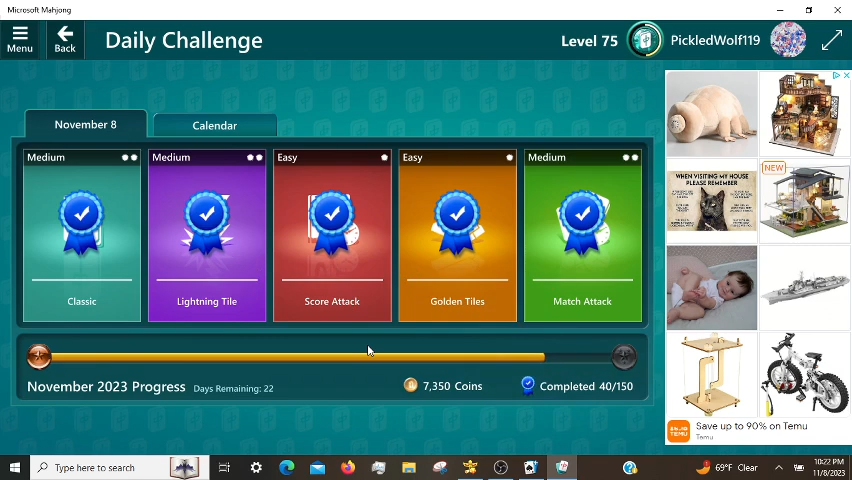 Microsoft Mahjong
Menu
Back
Daily Challenge
Level 75
PickledWolf119
November 8
Calendar
Medium
Medium
Easy
Easy
Medium
Classic
Lightning Tile
Score Attack
Golden Tiles
Match Attack
November 2023 Progress
Days Remaining: 22
7,350 Coins
Completed 40/150
WHEN VISITING MY HOUSE
PLEASE REMEMBER
NEW
TEMU
Save up to 90% on Temu
Temu
Type here to search
69°F Clear
10:22 PM
11/8/2023